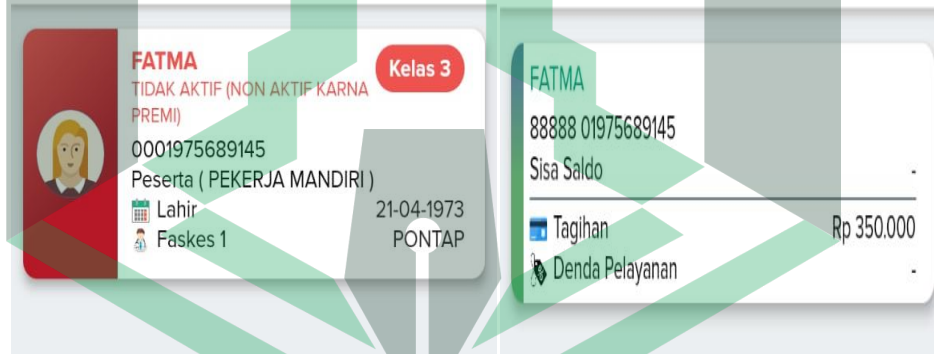 FATMA
Kelas 3
TIDAK AKTIF (NON AKTIF KARNA
PREMI)
0001975689145
Peserta ( PEKERJA MANDIRI )
Lahir 21-04-1973
Faskes 1 PONTAP
FATMA
88888 01975689145
Sisa Saldo -
Tagihan Rp 350.000
Denda Pelayanan -